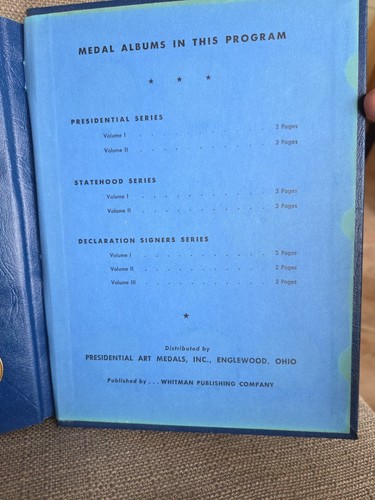 MEDAL ALBUMS IN THIS PROGRAM
* * *
PRESIDENTIAL SERIES
Volume I . . . . . . . . . . . 3 Pages
Volume II . . . . . . . . . . . 3 Pages
STATEHOOD SERIES
Volume I . . . . . . . . . . . 3 Pages
Volume II . . . . . . . . . . . 3 Pages
DECLARATION SIGNERS SERIES
Volume I . . . . . . . . . . . 3 Pages
Volume II . . . . . . . . . . . 2 Pages
Volume III . . . . . . . . . . . 3 Pages
*
Distributed by
PRESIDENTIAL ART MEDALS, INC., ENGLEWOOD, OHIO
Published by . . . WHITMAN PUBLISHING COMPANY